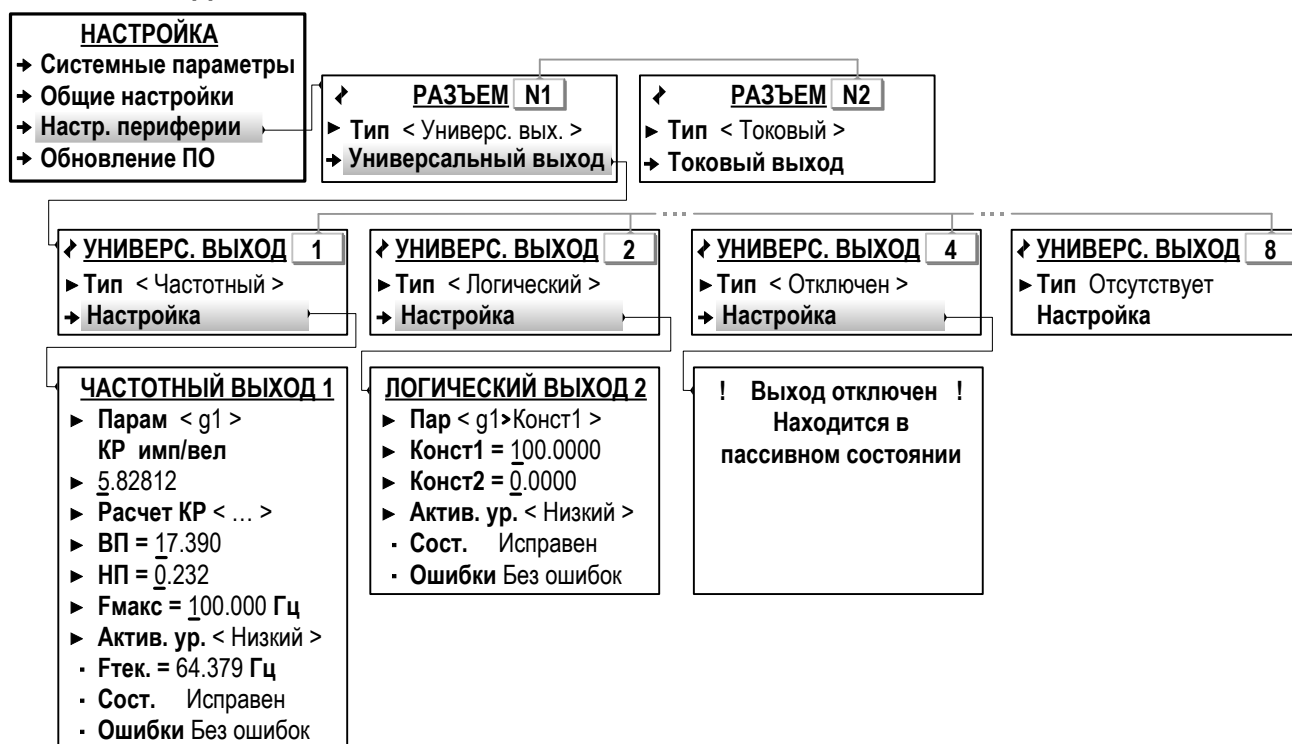 НАСТРОЙКА
➔ Системные параметры
➔ Общие настройки
➔ Настр. периферии
➔ Обновление ПО
РАЗЪЕМ N1
► Тип < Универс. вых. >
➔ Универсальный выход
РАЗЪЕМ N2
► Тип < Токовый >
➔ Токовый выход
УНИВЕРС. ВЫХОД 1
► Тип < Частотный >
➔ Настройка
УНИВЕРС. ВЫХОД 2
► Тип < Логический >
➔ Настройка
УНИВЕРС. ВЫХОД 4
► Тип < Отключен >
➔ Настройка
УНИВЕРС. ВЫХОД 8
► Тип Отсутствует
Настройка
ЧАСТОТНЫЙ ВЫХОД 1
► Парам < g1 >
КР имп/вел
► 5.82812
► Расчет КР < … >
► ВП = 17.390
► НП = 0.232
► Fмакс = 100.000 Гц
► Актив. ур. < Низкий >
· Fтек. = 64.379 Гц
· Сост. Исправен
· Ошибки Без ошибок
ЛОГИЧЕСКИЙ ВЫХОД 2
► Пар < g1>Конст1 >
► Конст1 = 100.0000
► Конст2 = 0.0000
► Актив. ур. < Низкий >
· Сост. Исправен
· Ошибки Без ошибок
! Выход отключен !
Находится в
пассивном состоянии